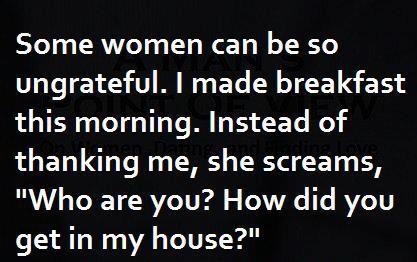 Some women can be so
ungrateful. I made breakfast
this morning. Instead of
thanking me, she screams,
"Who are you? How did you
get in my house?"